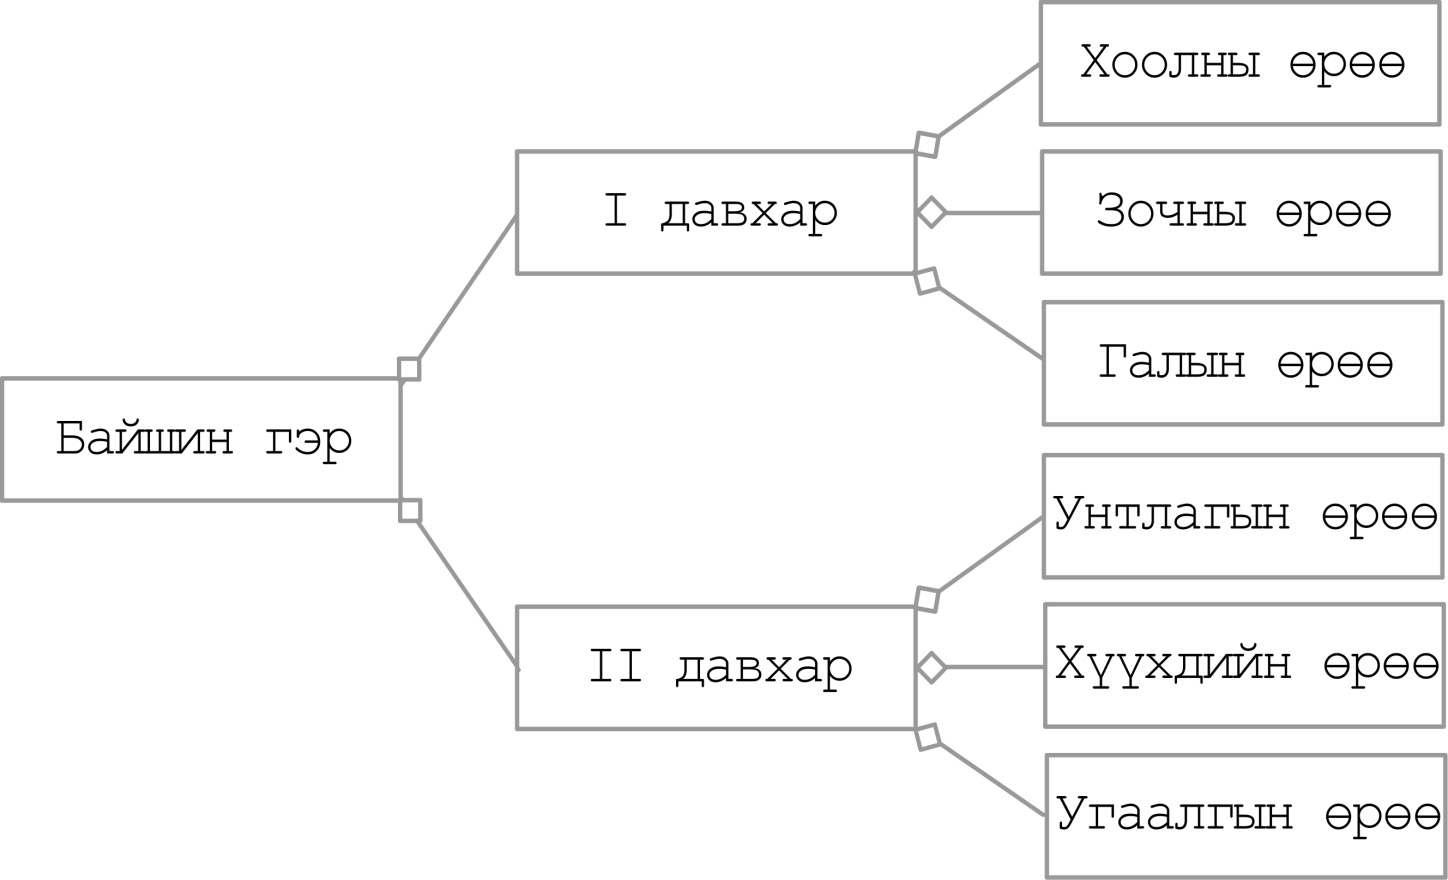 Хоолны өрөө
I давхар
Зочны өрөө
Галын өрөө
Байшин гэр
Унтлагын өрөө
II давхар
Хүүхдийн өрөө
Угаалгын өрөө